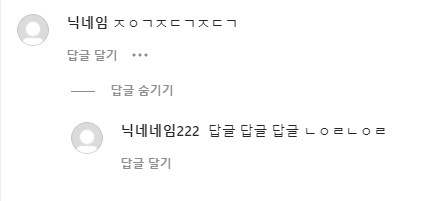 닉네임 ㅈㅇㄱㅈㄷㄱㅈㄷㄱ
답글 달기 •••
답글 숨기기
닉네네임222 답글 답글 답글 ㄴㅇㄹㄴㅇㄹ
답글 달기